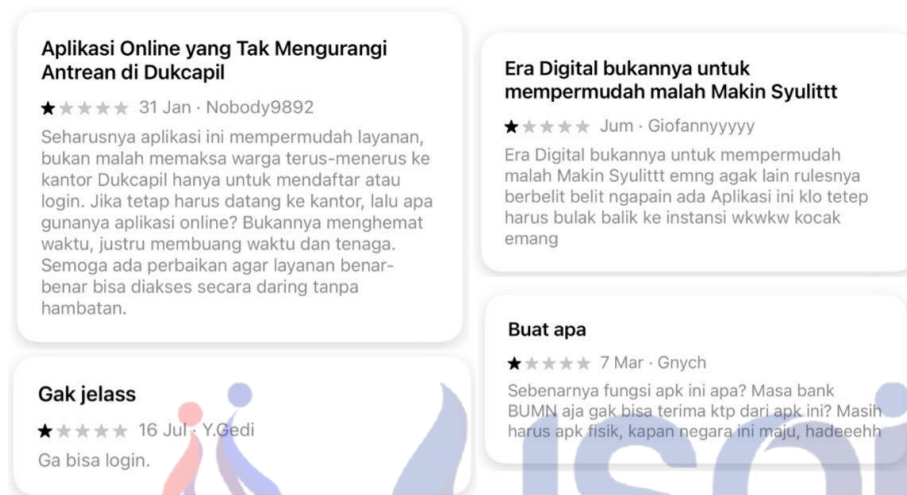 Aplikasi Online yang Tak Mengurangi
Antrean di Dukcapil
31 Jan · Nobody9892
Seharusnya aplikasi ini mempermudah layanan,
bukan malah memaksa warga terus-menerus ke
kantor Dukcapil hanya untuk mendaftar atau
login. Jika tetap harus datang ke kantor, lalu apa
gunanya aplikasi online? Bukannya menghemat
waktu, justru membuang waktu dan tenaga.
Semoga ada perbaikan agar layanan benar-
benar bisa diakses secara daring tanpa
hambatan.
Gak jelass
16 Jul · Y.Gedi
Ga bisa login.
Era Digital bukannya untuk
mempermudah malah Makin Syulittt
Jum · Giofannyyyyy
Era Digital bukannya untuk mempermudah
malah Makin Syulittt emng agak lain rulesnya
berbelit belit ngapain ada Aplikasi ini klo tetep
harus bulak balik ke instansi wkwkw kocak
emang
Buat apa
7 Mar · Gnych
Sebenarnya fungsi apk ini apa? Masa bank
BUMN aja gak bisa terima ktp dari apk ini? Masih
harus apk fisik, kapan negara ini maju, hadeeehh